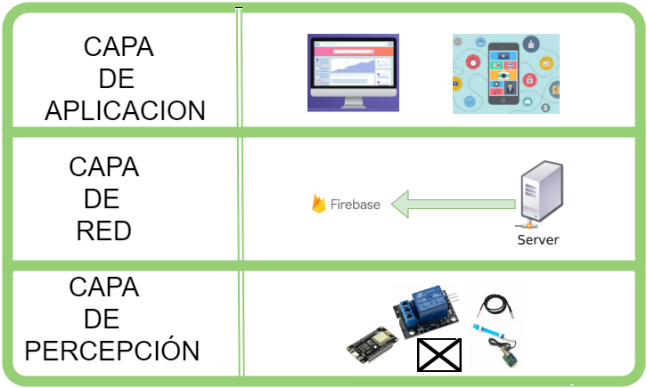 CAPA
DE
APLICACION
CAPA
DE
RED
Firebase
Server
CAPA
DE
PERCEPCIÓN